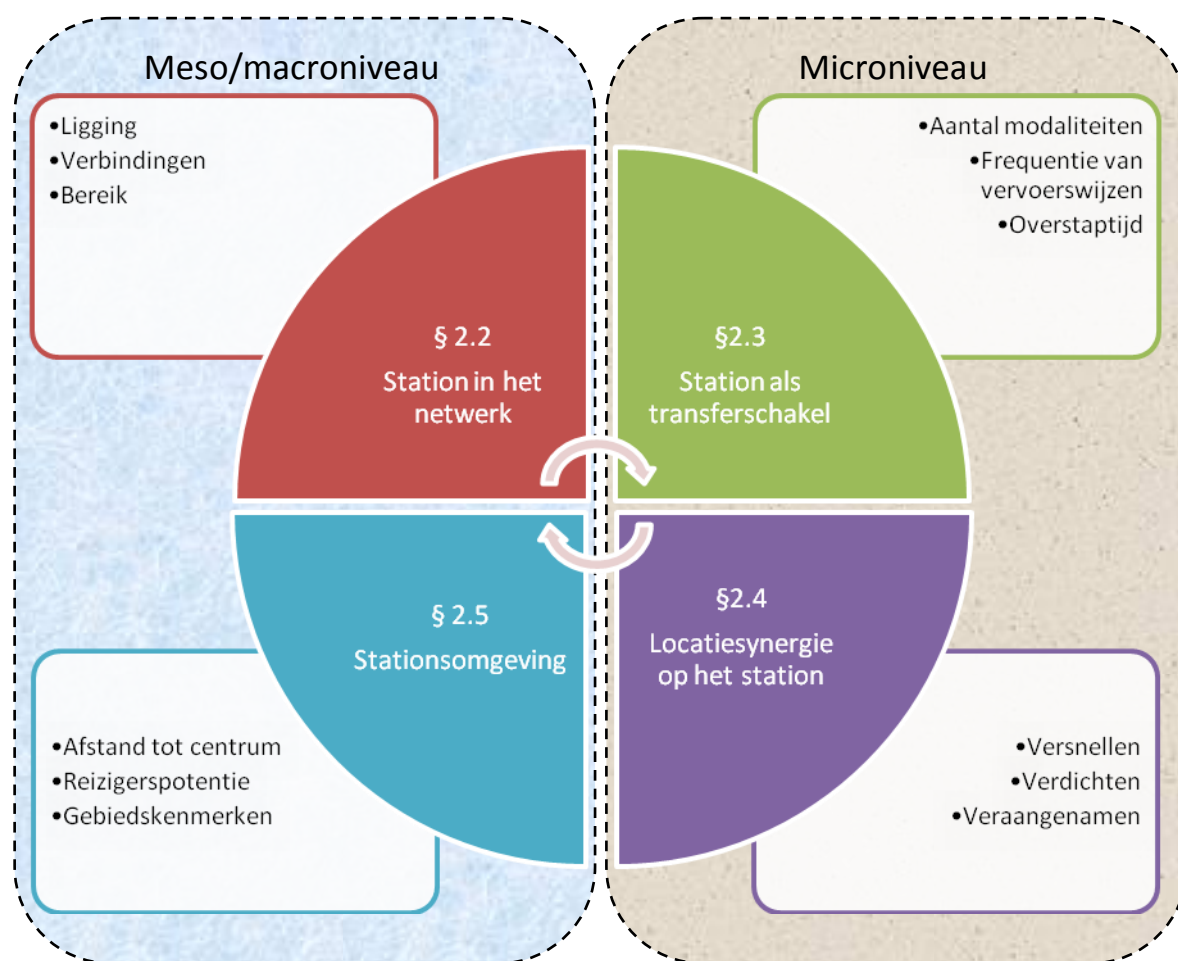 Meso/macroniveau
•Ligging
•Verbindingen
•Bereik
§ 2.2
Station in het
netwerk
Microniveau
•Aantal modaliteiten
•Frequentie van
vervoerswijzen
•Overstaptijd
§2.3
Station als
transferschakel
§2.4
Locatiesynergie
op het station
•Versnellen
•Verdichten
•Veraangenamen
§ 2.5
Stationsomgeving
•Afstand tot centrum
•Reizigerspotentie
•Gebiedskenmerken